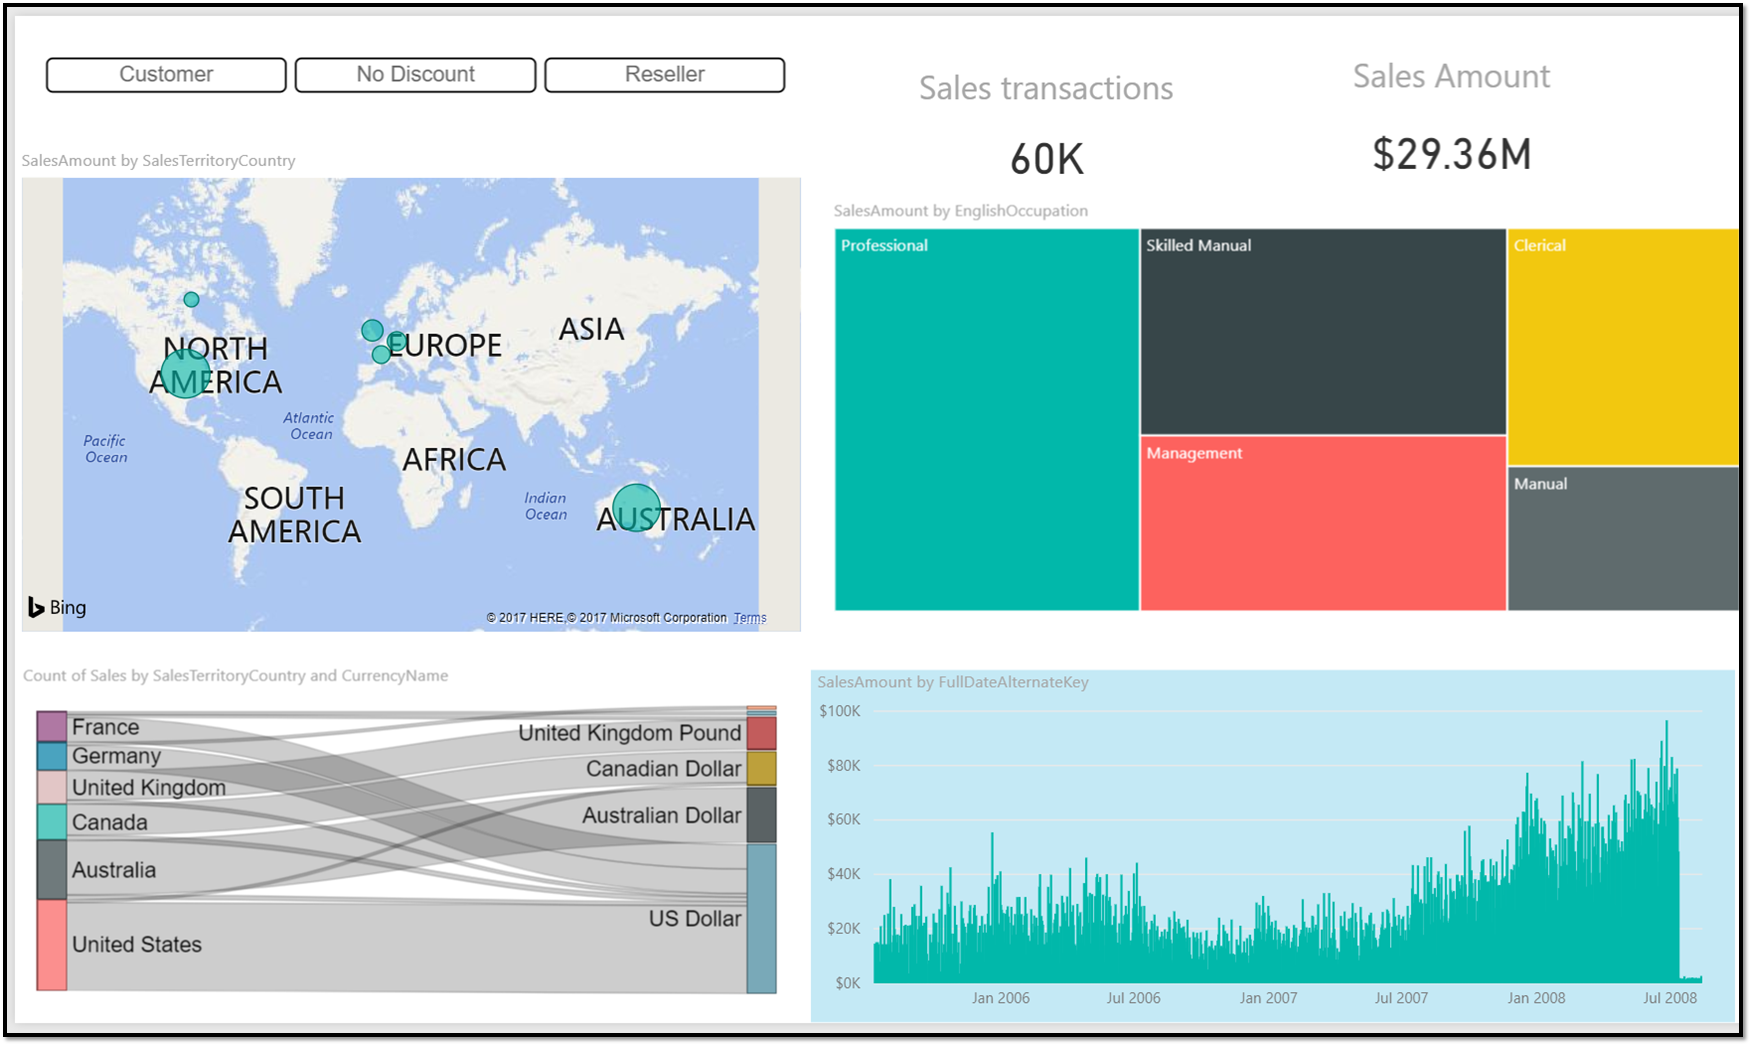 Customer
No Discount
Reseller
Sales transactions
60K
Sales Amount
$29.36M
SalesAmount by SalesTerritoryCountry
NORTH
AMERICA
EUROPE
ASIA
Atlantic
Ocean
Pacific
Ocean
AFRICA
SOUTH
AMERICA
Indian
Ocean
AUSTRALIA
Bing
© 2017 HERE,© 2017 Microsoft Corporation Terms
SalesAmount by EnglishOccupation
Professional
Skilled Manual
Clerical
Management
Manual
Count of Sales by SalesTerritoryCountry and CurrencyName
France
Germany
United Kingdom
Canada
Australia
United States
United Kingdom Pound
Canadian Dollar
Australian Dollar
US Dollar
SalesAmount by FullDateAlternateKey
$100K
$80K
$60K
$40K
$20K
$0K
Jan 2006
Jul 2006
Jan 2007
Jul 2007
Jan 2008
Jul 2008